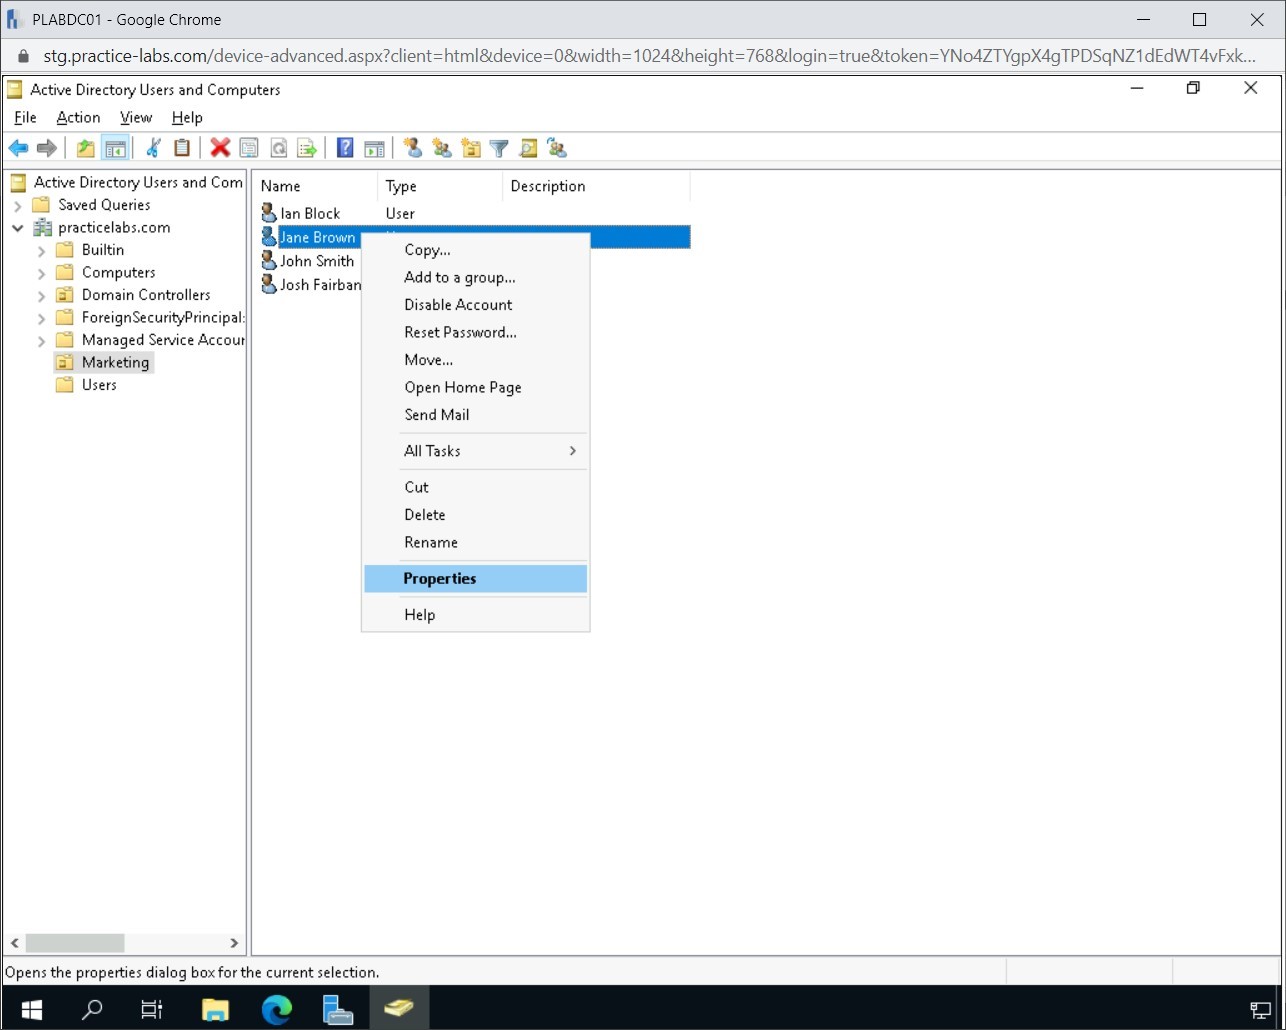 PLABDC01 - Google Chrome
stg.practice-labs.com/device-advanced.aspx?client=html&device=0&width=1024&height=768&login=true&token=YNo4ZTYgpX4gTPDSqNZ1dEdWT4vFxk...
Active Directory Users and Computers
File Action View Help
Active Directory Users and Com
Saved Queries
practicelabs.com
Builtin
Computers
Domain Controllers
ForeignSecurityPrincipal:
Managed Service Accour
Marketing
Users
Name Type Description
Ian Block User
Jane Brown
John Smith
Josh Fairban
Copy...
Add to a group...
Disable Account
Reset Password...
Move...
Open Home Page
Send Mail
All Tasks
Cut
Delete
Rename
Properties
Help
Opens the properties dialog box for the current selection.